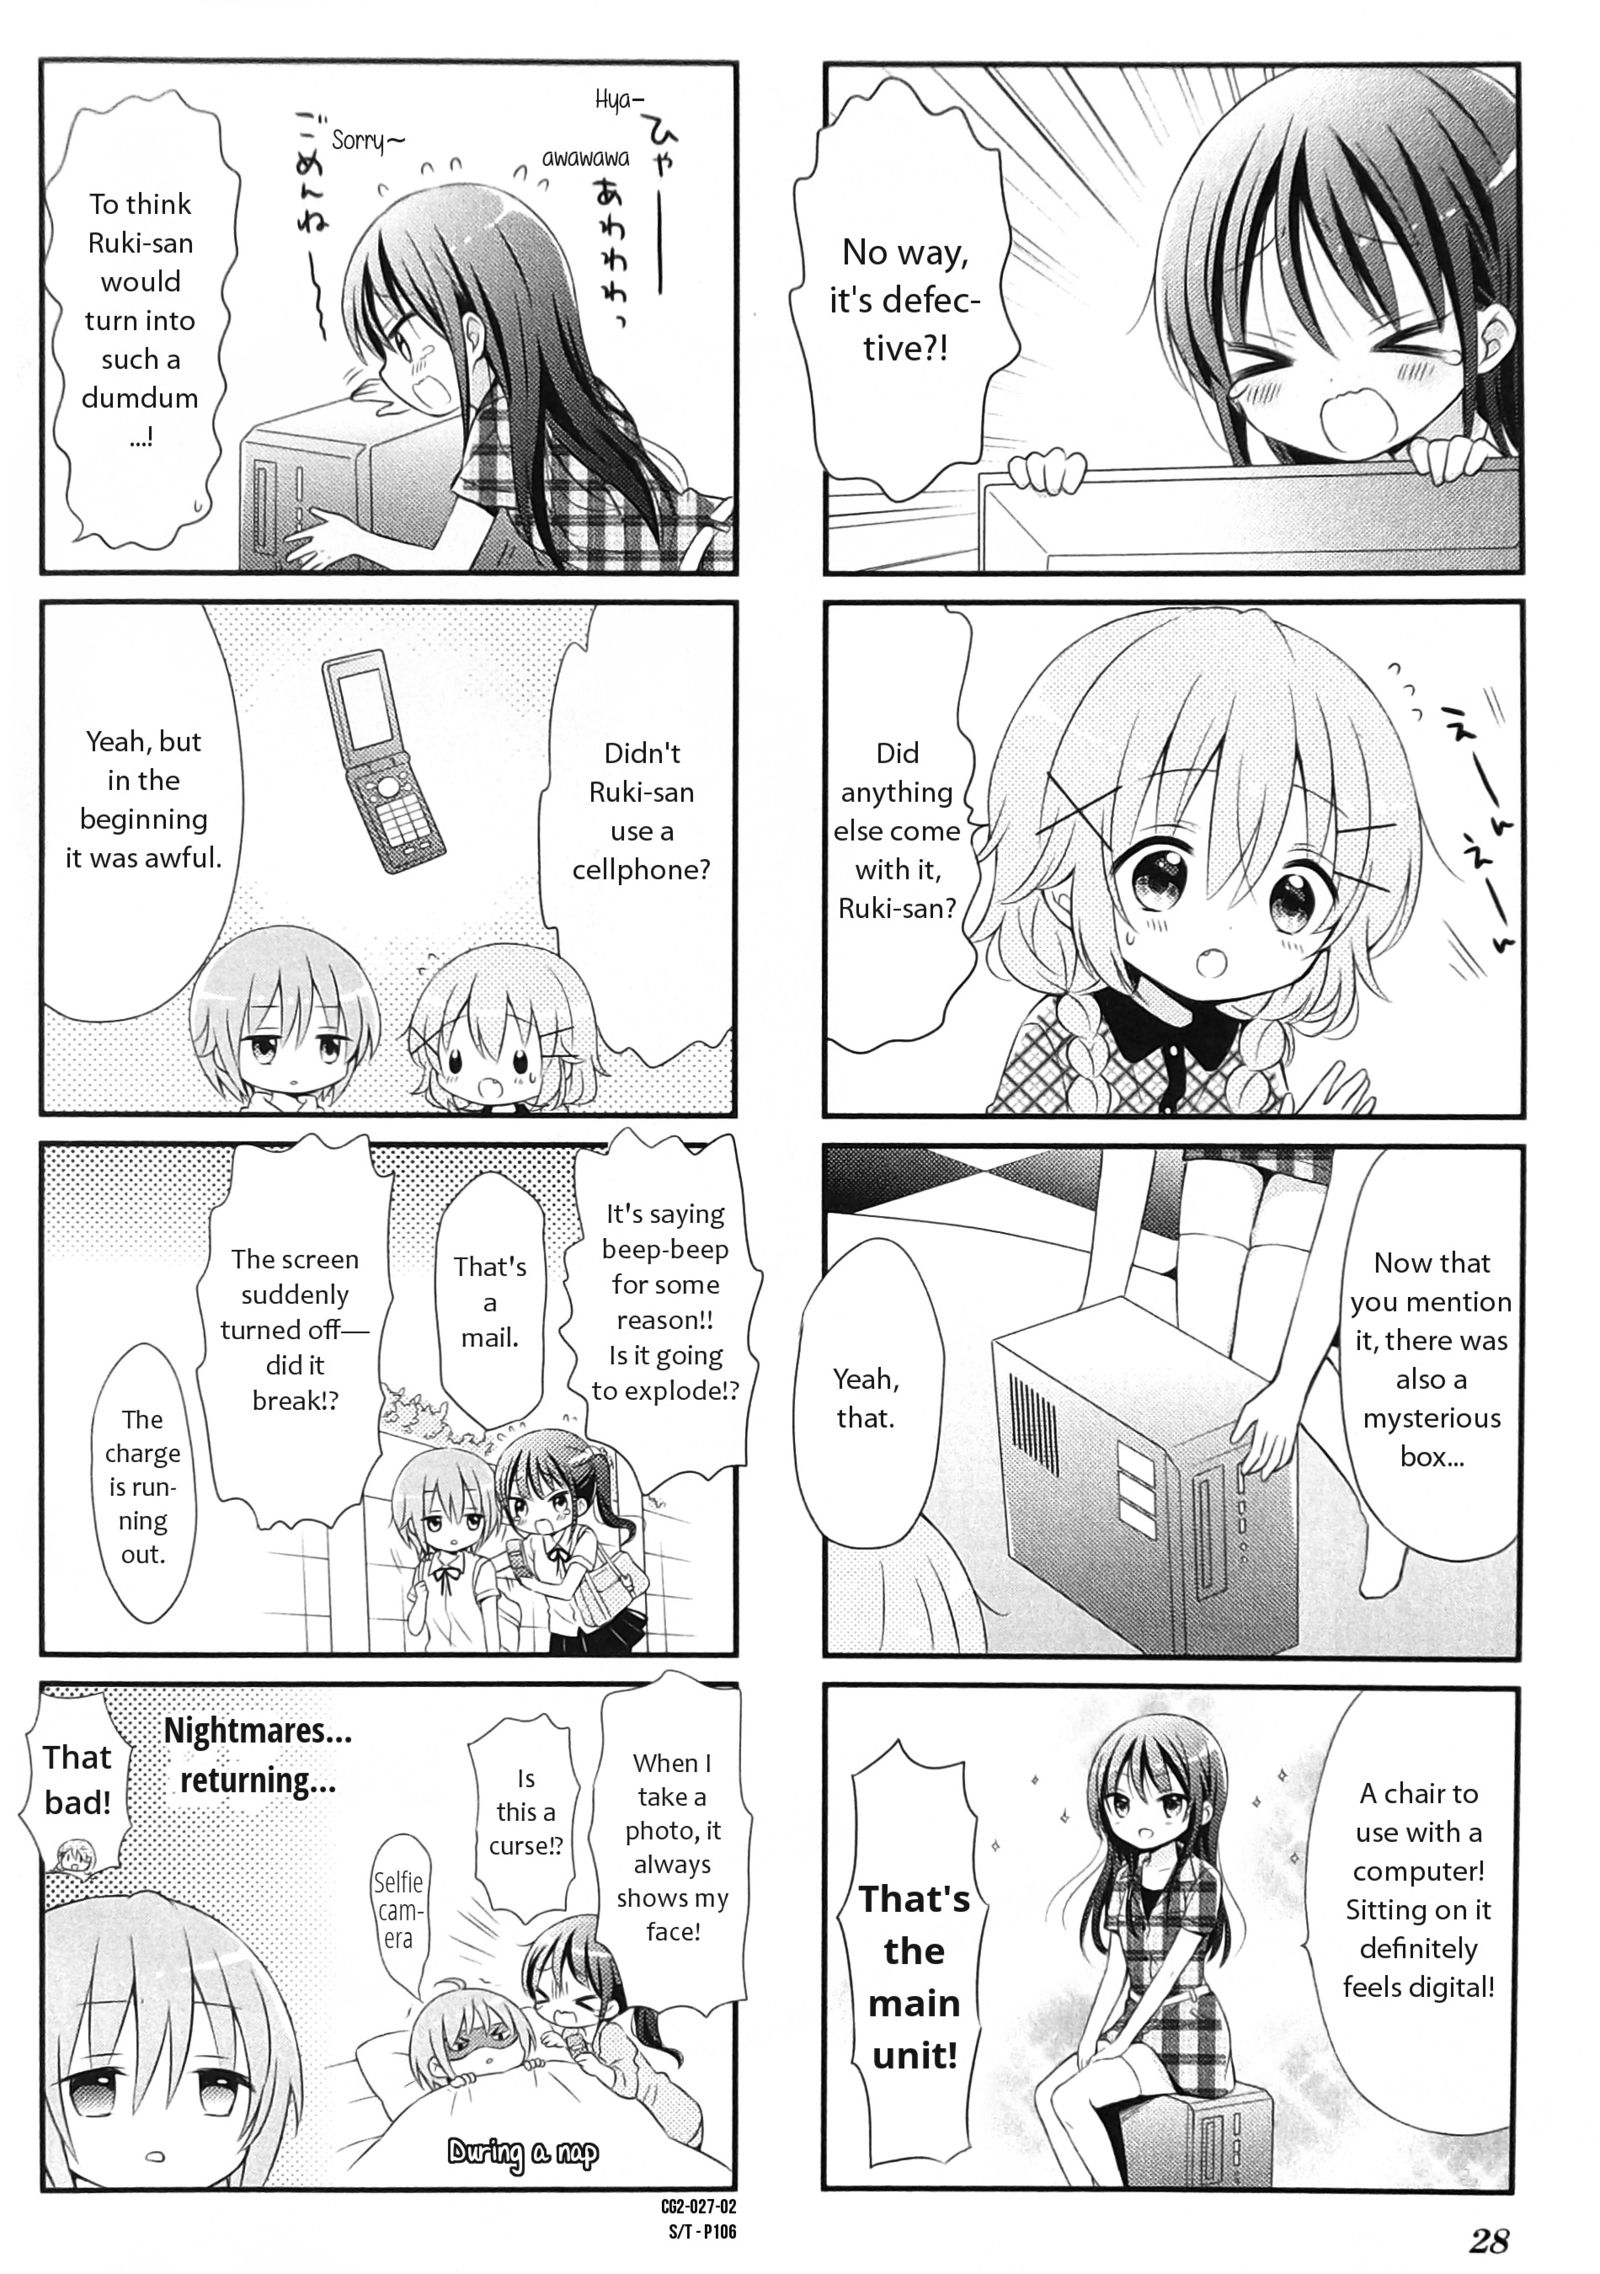 No way,
it's defec-
tive?!
えーん
えーん
Did
anything
else come
with it,
Ruki-san?
Now that
you mention
it, there was
also a
mysterious
box...
Yeah,
that.
A chair to
use with a
computer!
Sitting on it
definitely
feels digital!
That's
the
main
unit!
Hya–
ひゃー
awawawa
あわわわっ
Sorry~
ごめんねー
To think
Ruki-san
would
turn into
such a
dumdum
...!
Didn't
Ruki-san
use a
cellphone?
Yeah, but
in the
beginning
it was awful.
It's saying
beep-beep
for some
reason!!
Is it going
to explode!?
That's
a
mail.
The screen
suddenly
turned off—
did it
break!?
The
charge
is run-
ning
out.
When I
take a
photo, it
always
shows my
face!
Is
this a
curse!?
Selfie
cam-
era
During a nap
Nightmares...
returning...
That
bad!
CG2-027-02
S/T - P106
28